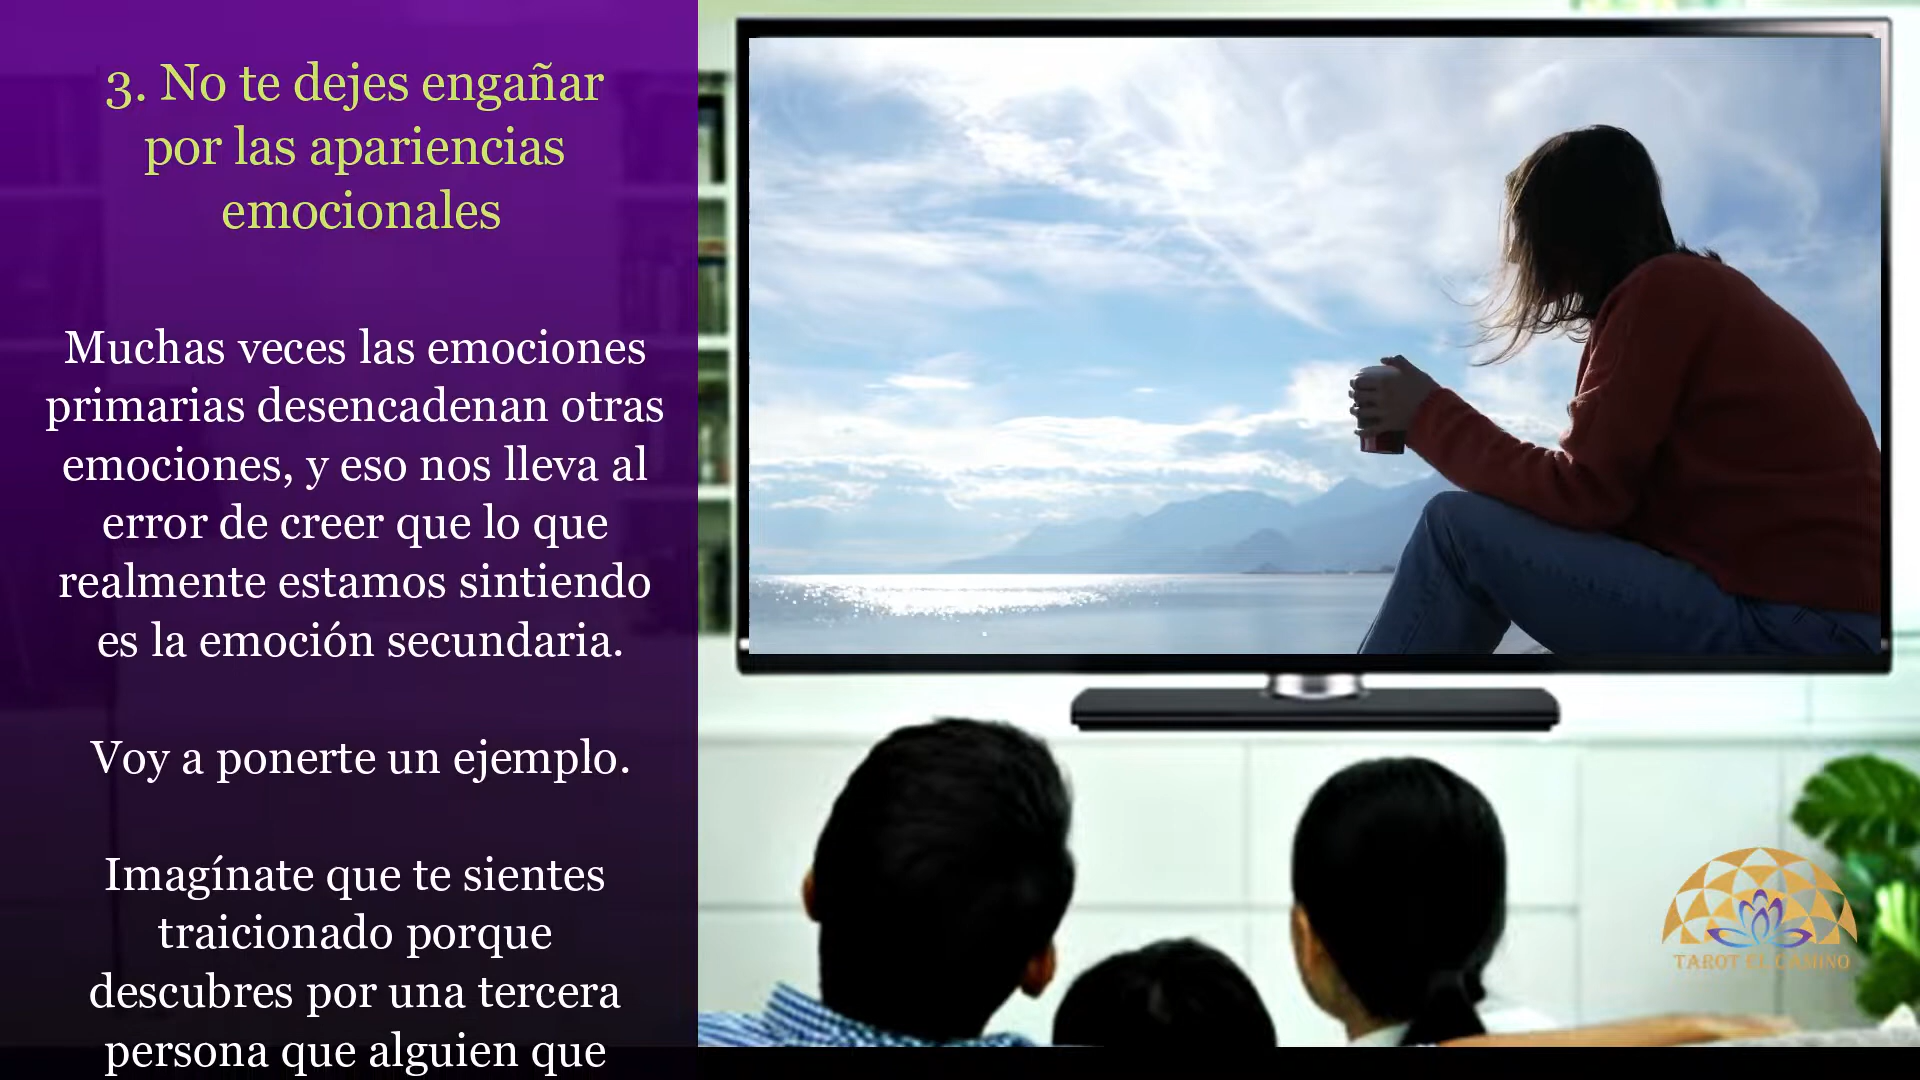 3. No te dejes engañar
por las apariencias
emocionales
Muchas veces las emociones
primarias desencadenan otras
emociones, y eso nos lleva al
error de creer que lo que
realmente estamos sintiendo
es la emoción secundaria.
Voy a ponerte un ejemplo.
Imagínate que te sientes
traicionado porque
descubres por una tercera
persona que alguien que
TAROT EL CAMINO